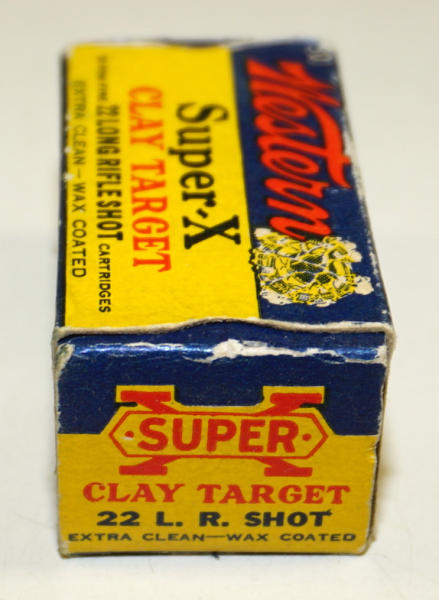 50
Western
Super-X
CLAY TARGET
22 LONG RIFLE SHOT CARTRIDGES
EXTRA CLEAN—WAX COATED
SUPER
X
CLAY TARGET
22 L. R. SHOT
EXTRA CLEAN—WAX COATED